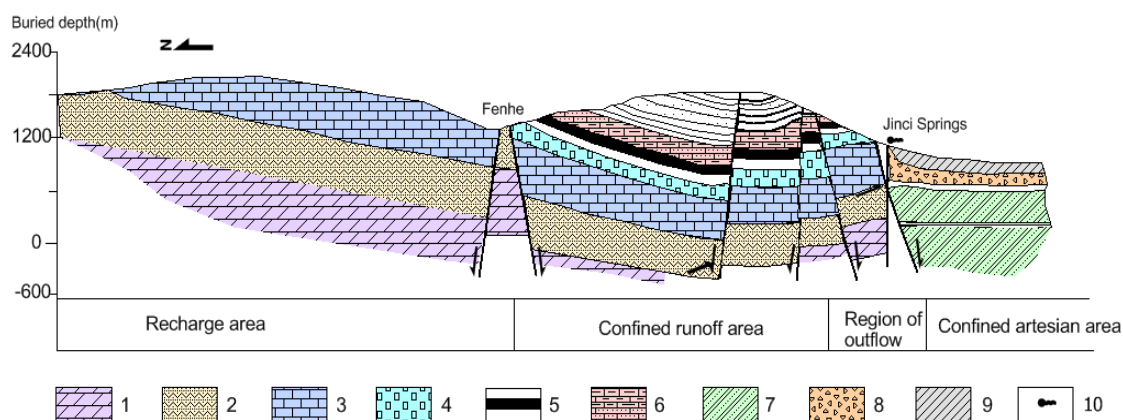 Buried depth(m)
2400
N
Fenhe
1200
Jinci Springs
0
-600
Recharge area
Confined runoff area
Region of
outflow
Confined artesian area
1 2 3 4 5 6 7 8 9 10